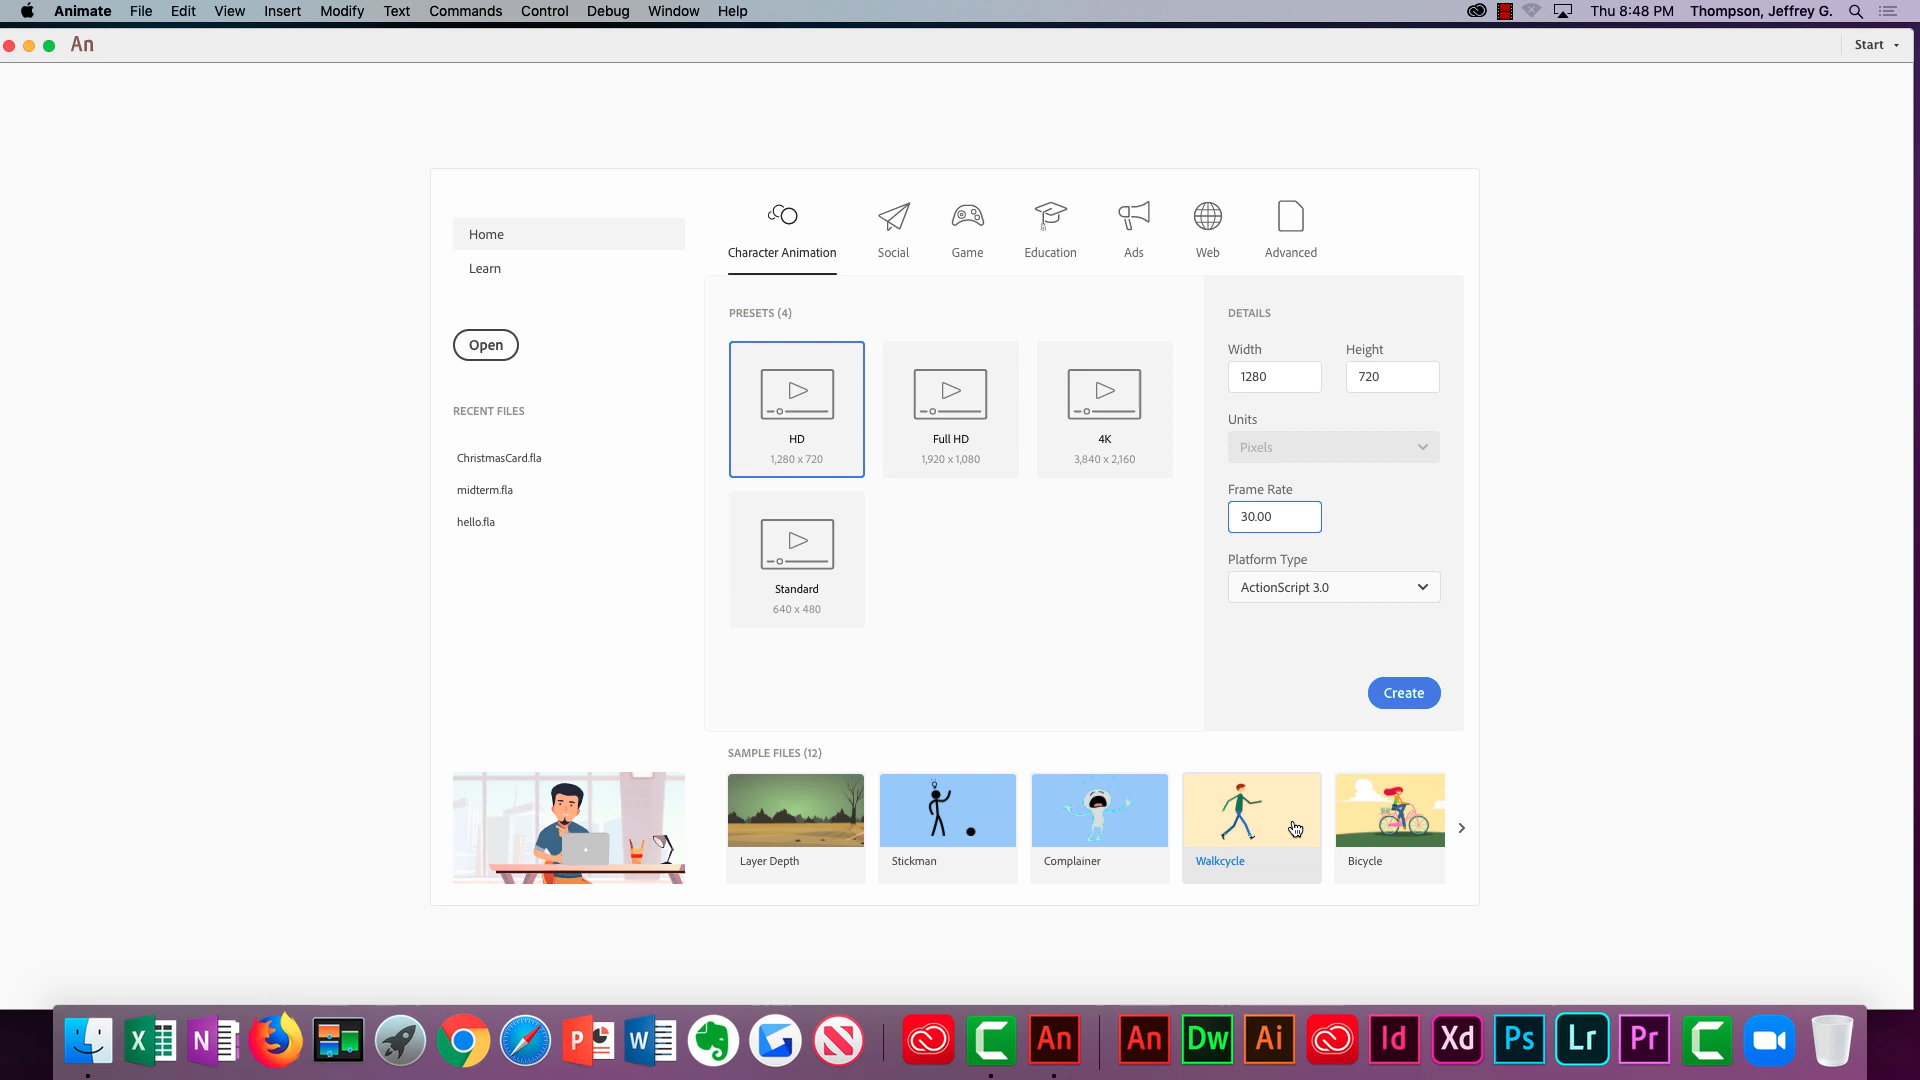 Animate File Edit View Insert Modify Text Commands Control Debug Window Help Thu 8:48 PM Thompson, Jeffrey G.
An Start
Home
Learn
Open
RECENT FILES
ChristmasCard.fla
midterm.fla
hello.fla
Character Animation Social Game Education Ads Web Advanced
PRESETS (4)
HD
1,280 x 720
Full HD
1,920 x 1,080
4K
3,840 x 2,160
Standard
640 x 480
DETAILS
Width Height
1280 720
Units
Pixels
Frame Rate
30.00
Platform Type
ActionScript 3.0
Create
SAMPLE FILES (12)
Layer Depth Stickman Complainer Walkcycle Bicycle
X N P W C An An Dw Ai Id Xd Ps Lr Pr C